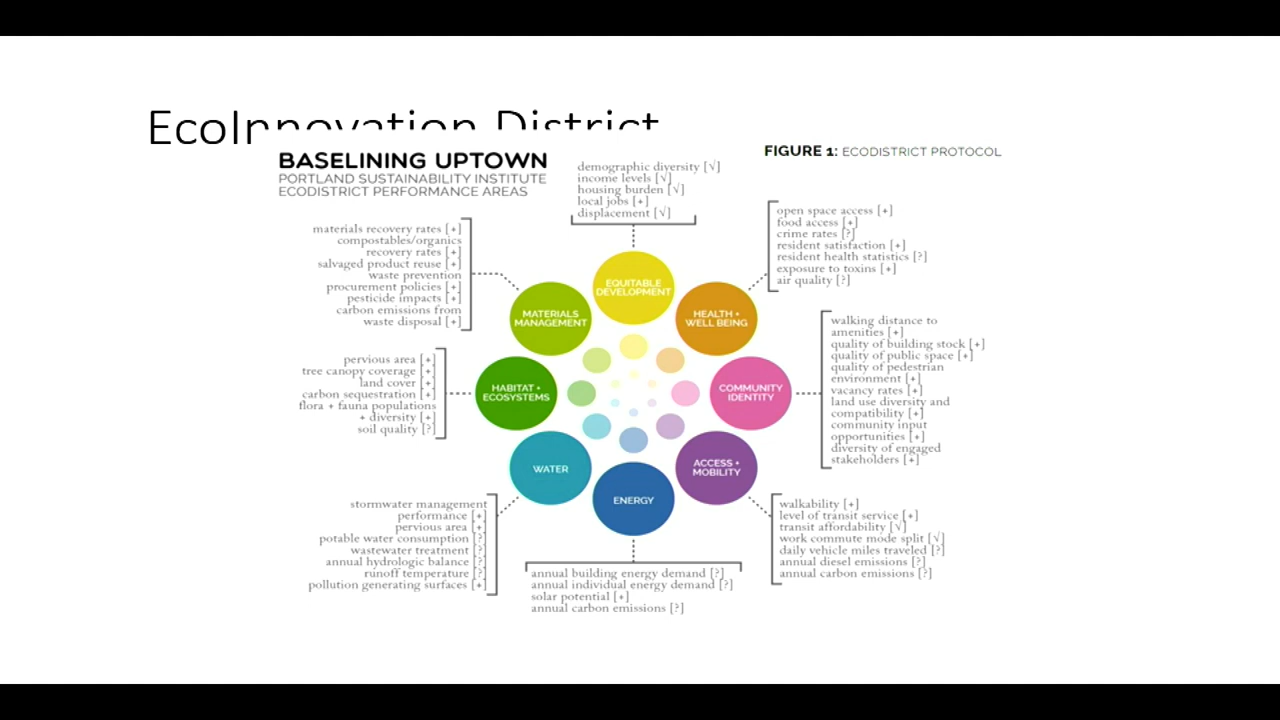 EcoInnovation District
BASELINING UPTOWN
PORTLAND SUSTAINABILITY INSTITUTE
ECODISTRICT PERFORMANCE AREAS
FIGURE 1: ECODISTRICT PROTOCOL
demographic diversity [√]
income levels [√]
housing burden [√]
local jobs [+]
displacement [√]
materials recovery rates [+]
compostables/organics
recovery rates [+]
salvaged product reuse [+]
waste prevention
procurement policies [+]
pesticide impacts [+]
carbon emissions from
waste disposal [+]
open space access [+]
food access [+]
crime rates [?]
resident satisfaction [+]
resident health statistics [?]
exposure to toxins [+]
air quality [?]
EQUITABLE
DEVELOPMENT
MATERIALS
MANAGEMENT
HEALTH +
WELL BEING
pervious area [+]
tree canopy coverage [+]
land cover [+]
carbon sequestration [+]
flora + fauna populations
+ diversity [+]
soil quality [?]
HABITAT +
ECOSYSTEMS
COMMUNITY
IDENTITY
walking distance to
amenities [+]
quality of building stock [+]
quality of public space [+]
quality of pedestrian
environment [+]
vacancy rates [+]
land use diversity and
compatibility [+]
community input
opportunities [+]
diversity of engaged
stakeholders [+]
WATER
ENERGY
ACCESS +
MOBILITY
stormwater management
performance [+]
pervious area [+]
potable water consumption [?]
wastewater treatment [?]
annual hydrologic balance [?]
runoff temperature [?]
pollution generating surfaces [+]
annual building energy demand [?]
annual individual energy demand [?]
solar potential [+]
annual carbon emissions [?]
walkability [+]
level of transit service [+]
transit affordability [√]
work commute mode split [√]
daily vehicle miles traveled [?]
annual diesel emissions [?]
annual carbon emissions [?]